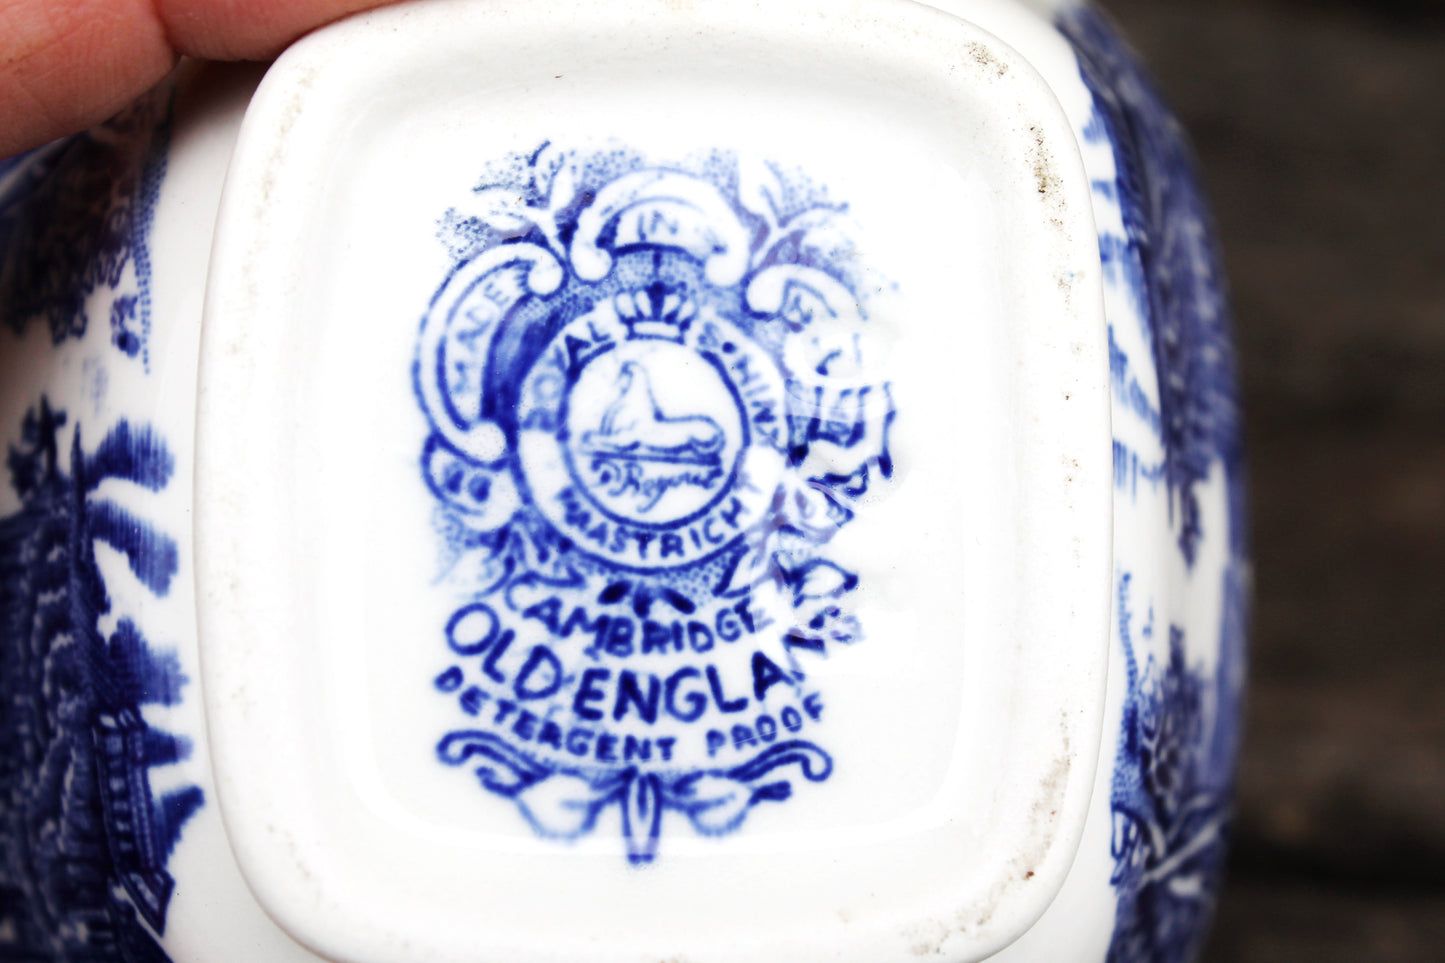 MADE IN
ROYAL SPHINX
P. Regout
MAASTRICHT
CAMBRIDGE
OLD ENGLAND
DETERGENT PROOF